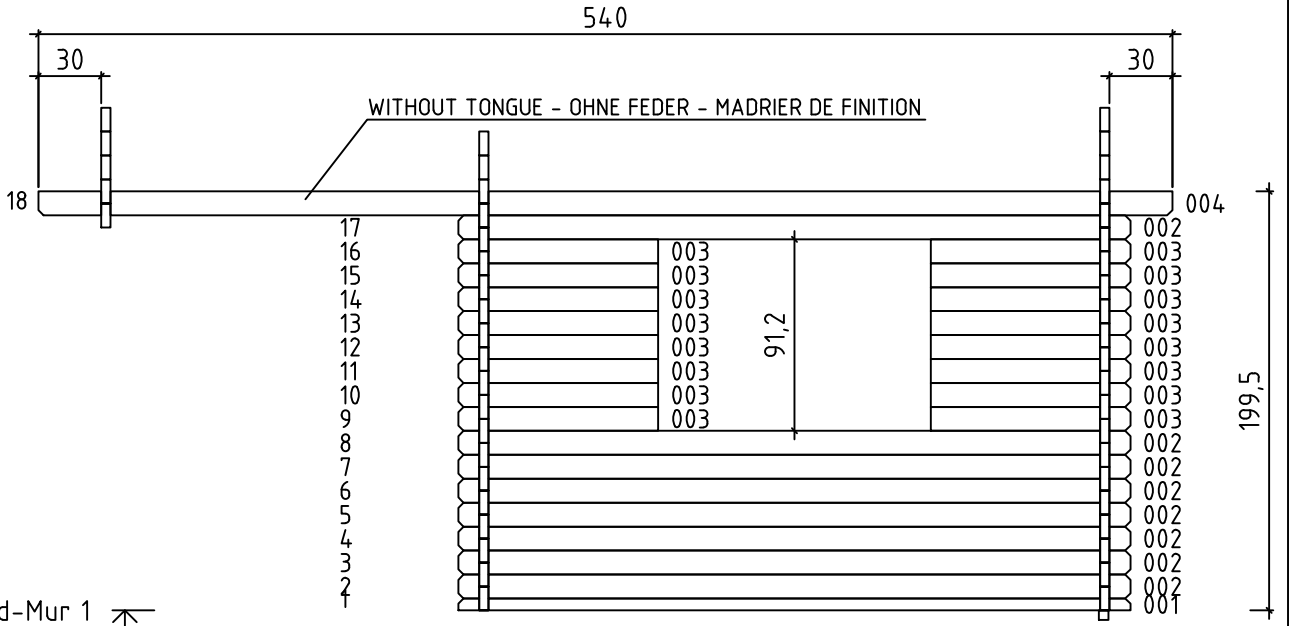 540
30 30
WITHOUT TONGUE - OHNE FEDER - MADRIER DE FINITION
18 004
17 002
16 003 003
15 003 003
14 003 003
13 003 003
12 003 003
11 003 003
10 003 003
9 003 003
91,2
199,5
8 002
7 002
6 002
5 002
4 002
3 002
2 002
1 001
d-Mur 1